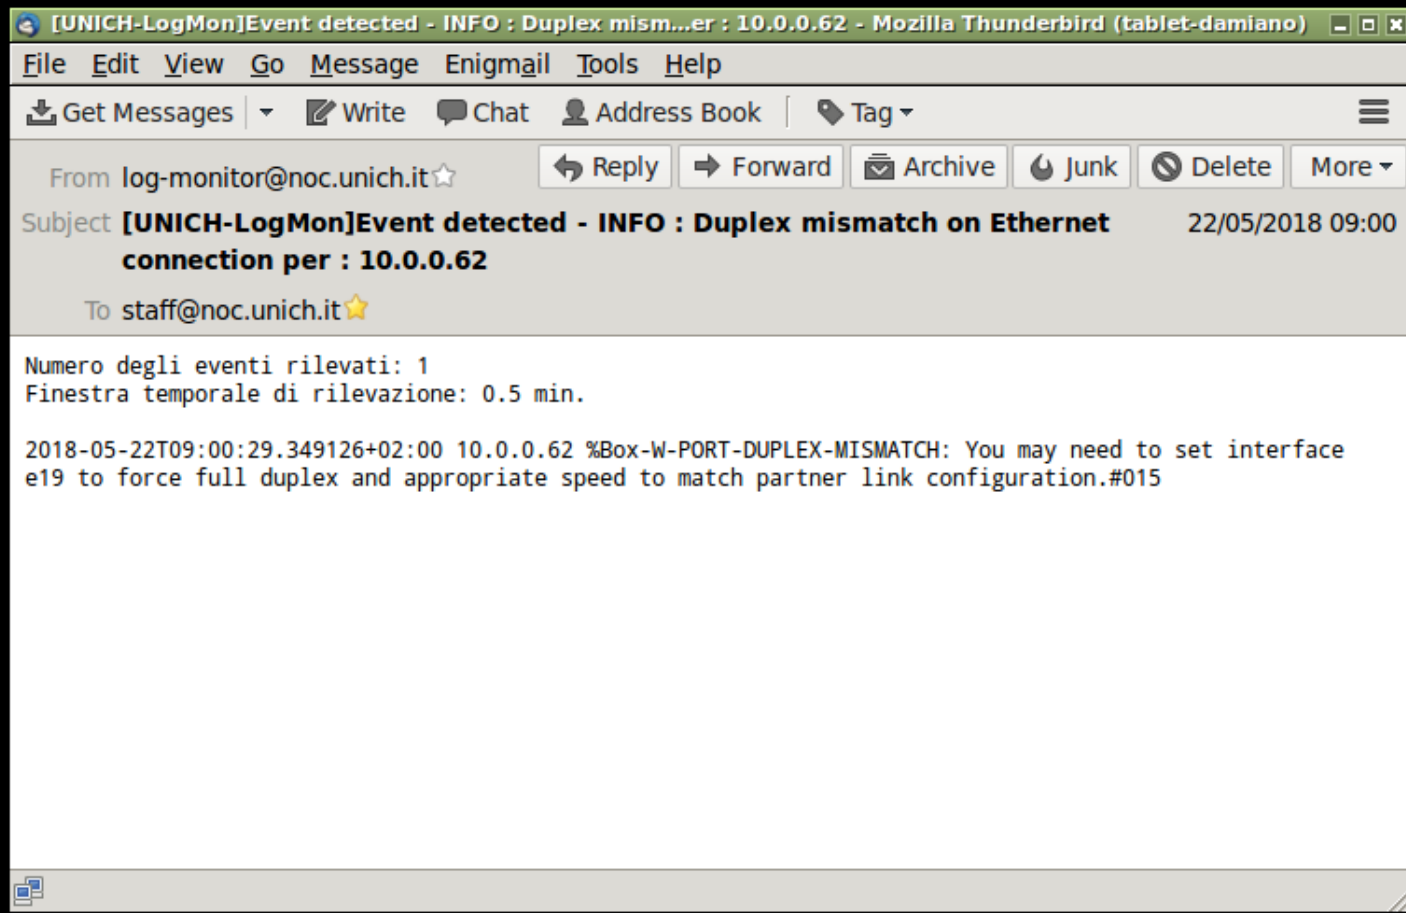 [UNICH-LogMon]Event detected - INFO : Duplex mism...er : 10.0.0.62 - Mozilla Thunderbird (tablet-damiano)
File Edit View Go Message Enigmail Tools Help
Get Messages Write Chat Address Book Tag
From log-monitor@noc.unich.it Reply Forward Archive Junk Delete More
Subject [UNICH-LogMon]Event detected - INFO : Duplex mismatch on Ethernet 22/05/2018 09:00
connection per : 10.0.0.62
To staff@noc.unich.it
Numero degli eventi rilevati: 1
Finestra temporale di rilevazione: 0.5 min.
2018-05-22T09:00:29.349126+02:00 10.0.0.62 %Box-W-PORT-DUPLEX-MISMATCH: You may need to set interface
e19 to force full duplex and appropriate speed to match partner link configuration.#015